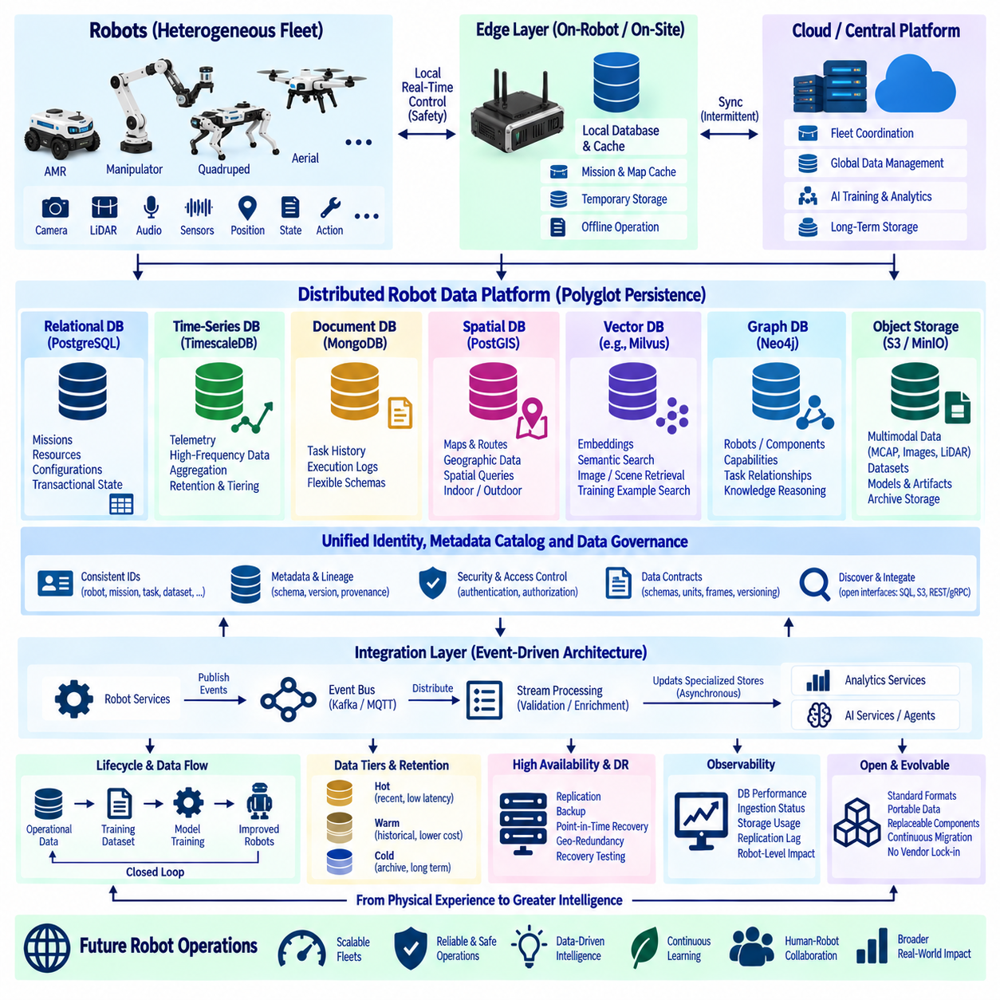 Robots (Heterogeneous Fleet)
AMR
Manipulator
Quadruped
Aerial
Camera
LiDAR
Audio
Sensors
Position
State
Action
Local
Real-Time
Control
(Safety)
Edge Layer (On-Robot / On-Site)
Local Database
& Cache
Mission & Map Cache
Temporary Storage
Offline Operation
Sync
(Intermittent)
Cloud / Central Platform
Fleet Coordination
Global Data Management
AI Training & Analytics
Long-Term Storage
Distributed Robot Data Platform (Polyglot Persistence)
Relational DB
(PostgreSQL)
Missions
Resources
Configurations
Transactional State
Time-Series DB
(TimescaleDB)
Telemetry
High-Frequency Data
Aggregation
Retention & Tiering
Document DB
(MongoDB)
Task History
Execution Logs
Flexible Schemas
Spatial DB
(PostGIS)
Maps & Routes
Geographic Data
Spatial Queries
Indoor / Outdoor
Vector DB
(e.g., Milvus)
Embeddings
Semantic Search
Image / Scene Retrieval
Training Example Search
Graph DB
(Neo4j)
Robots / Components
Capabilities
Task Relationships
Knowledge Reasoning
Object Storage
(S3 / MinIO)
Multimodal Data
(MCAP, Images, LiDAR)
Datasets
Models & Artifacts
Archive Storage
Unified Identity, Metadata Catalog and Data Governance
Consistent IDs
(robot, mission, task, dataset, ...)
Metadata & Lineage
(schema, version, provenance)
Security & Access Control
(authentication, authorization)
Data Contracts
(schemas, units, frames, versioning)
Discover & Integate
(open interfaces: SQL, S3, REST/gRPC)
Integration Layer (Event-Driven Architecture)
Robot Services
Publish
Events
Event Bus
(Kafka / MQTT)
Distribute
Stream Processing
(Validation / Enrichment)
Updats Specialized Stores
(Asynchronous)
Analytics Services
AI Services / Agents
Lifecycle & Data Flow
Operational
Data
Training
Dataset
Model
Training
Improved
Robots
Closed Loop
Data Tiers & Retention
Hot
(recent, low latency)
Warm
(historical, lower cost)
Cold
(archive, long term)
High Availability & DR
Replication
Backup
Point-in-Time Recovery
Geo-Redundancy
Recovery Testing
Observability
DB Performance
Ingestion Status
Storage Usage
Replication Lag
Robot-Level Impact
Open & Evolvable
Standard Formats
Portable Data
Replaceable Components
Continuous Migration
No Vendor Lock-in
From Physical Experience to Greater Intelligence
Future Robot Operations
Scalable
Fleets
Reliable & Safe
Operations
Data-Driven
Intelligence
Continuous
Learning
Human-Robot
Collaboration
Broader
Real-World Impact